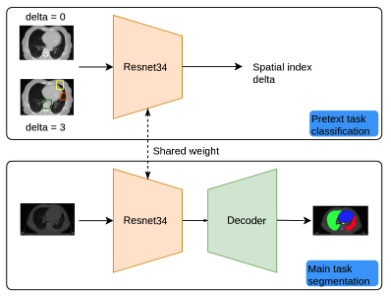 delta = 0
Resnet34
Spatial index
delta
delta = 3
Pretext task
classification
Shared weight
Resnet34
Decoder
Main task
segmentation